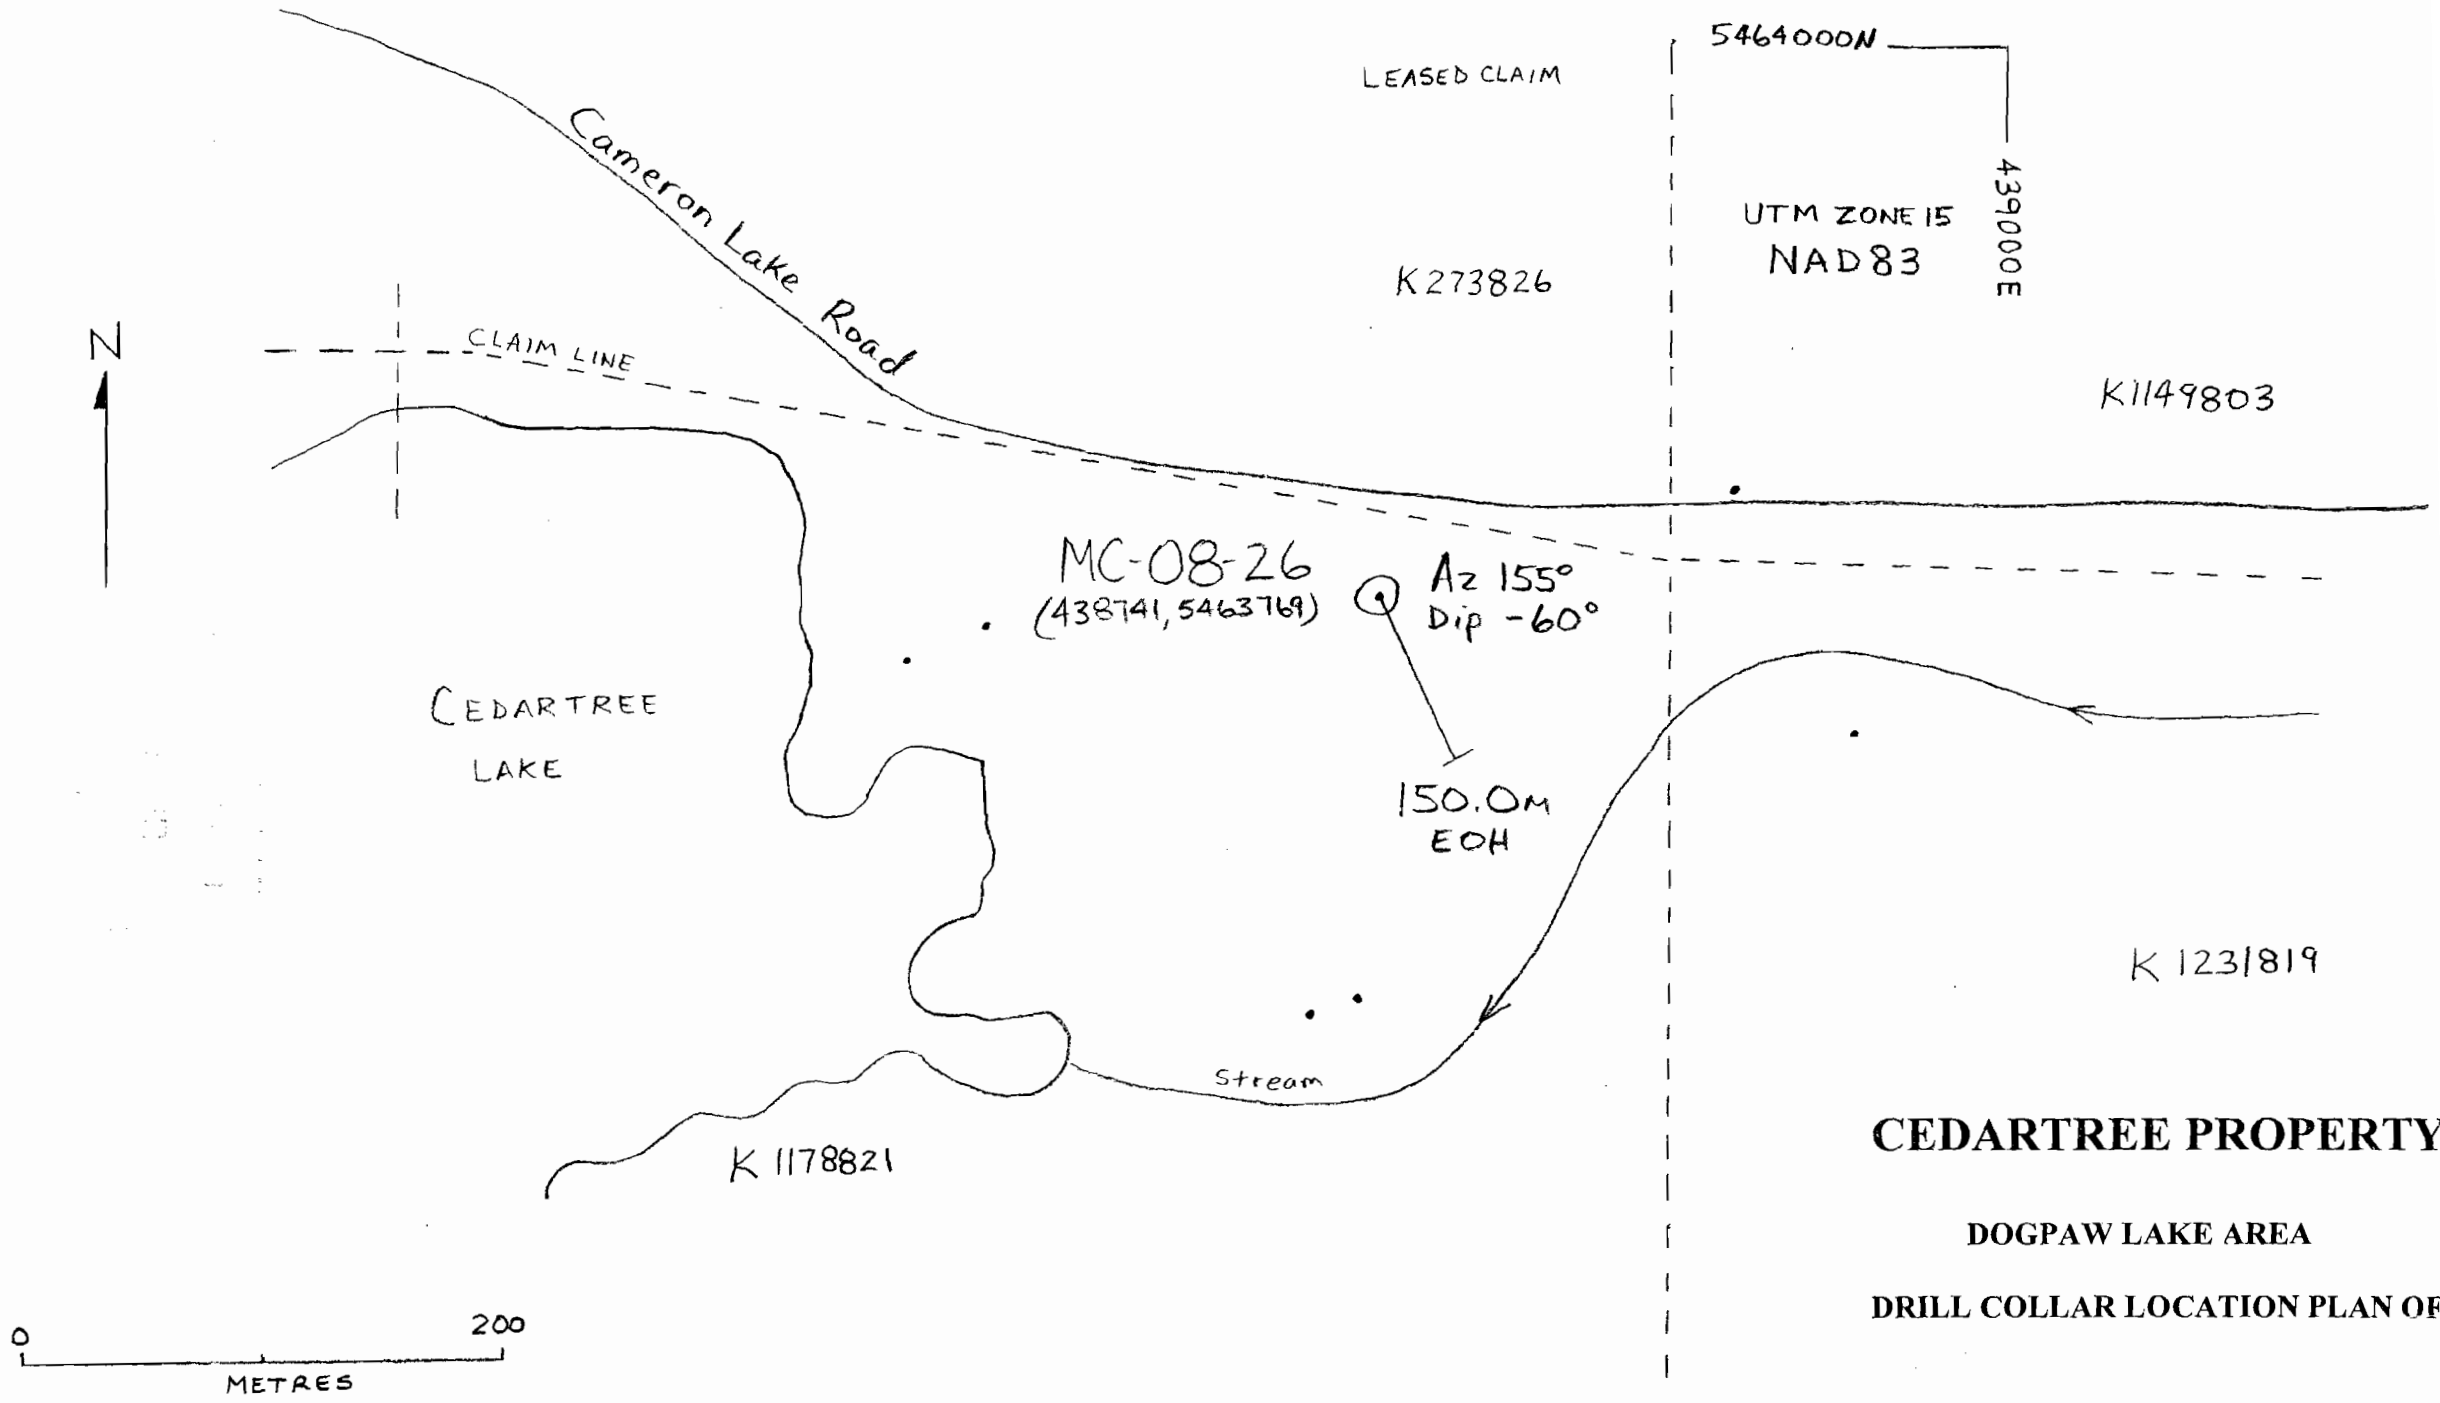 5464000N
LEASED CLAIM
Cameron Lake Road
439000E
UTM ZONE 15
NAD83
K273826
N
CLAIM LINE
K1149803
MC-08-26
(438741, 5463769)
Az 155°
Dip -60°
CEDARTREE
LAKE
150.0M
EOH
K 1231819
Stream
K 1178821
CEDARTREE PROPERTY
DOGPAW LAKE AREA
DRILL COLLAR LOCATION PLAN OF
0
200
METRES